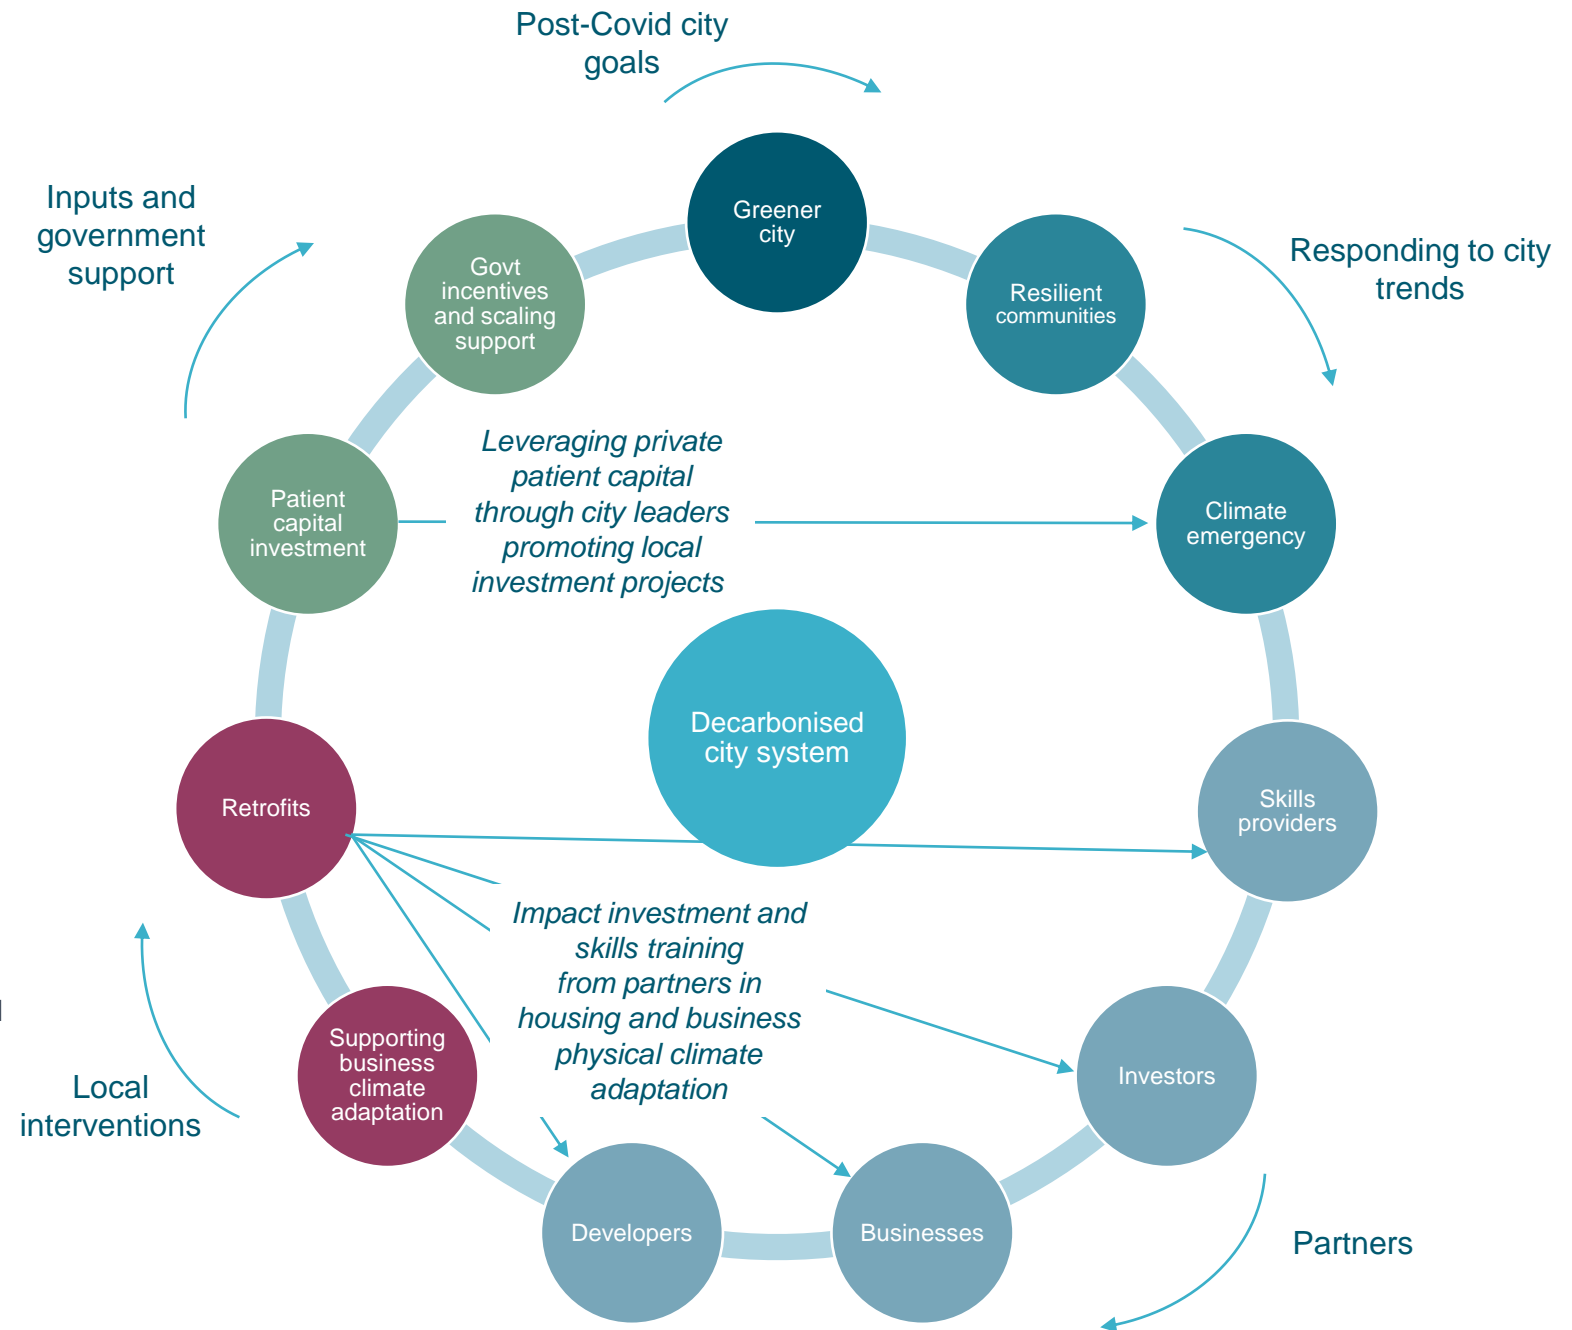 Post-Covid city
goals
Inputs and
government
support
Responding to city
trends
Greener
city
Govt
incentives
and scaling
support
Resilient
communities
Leveraging private
patient capital
through city leaders
promoting local
investment projects
Patient
capital
investment
Climate
emergency
Decarbonised
city system
Retrofits
Skills
providers
Impact investment and
skills training
from partners in
housing and business
physical climate
adaptation
Supporting
business
climate
adaptation
Investors
Local
interventions
Developers
Businesses
Partners